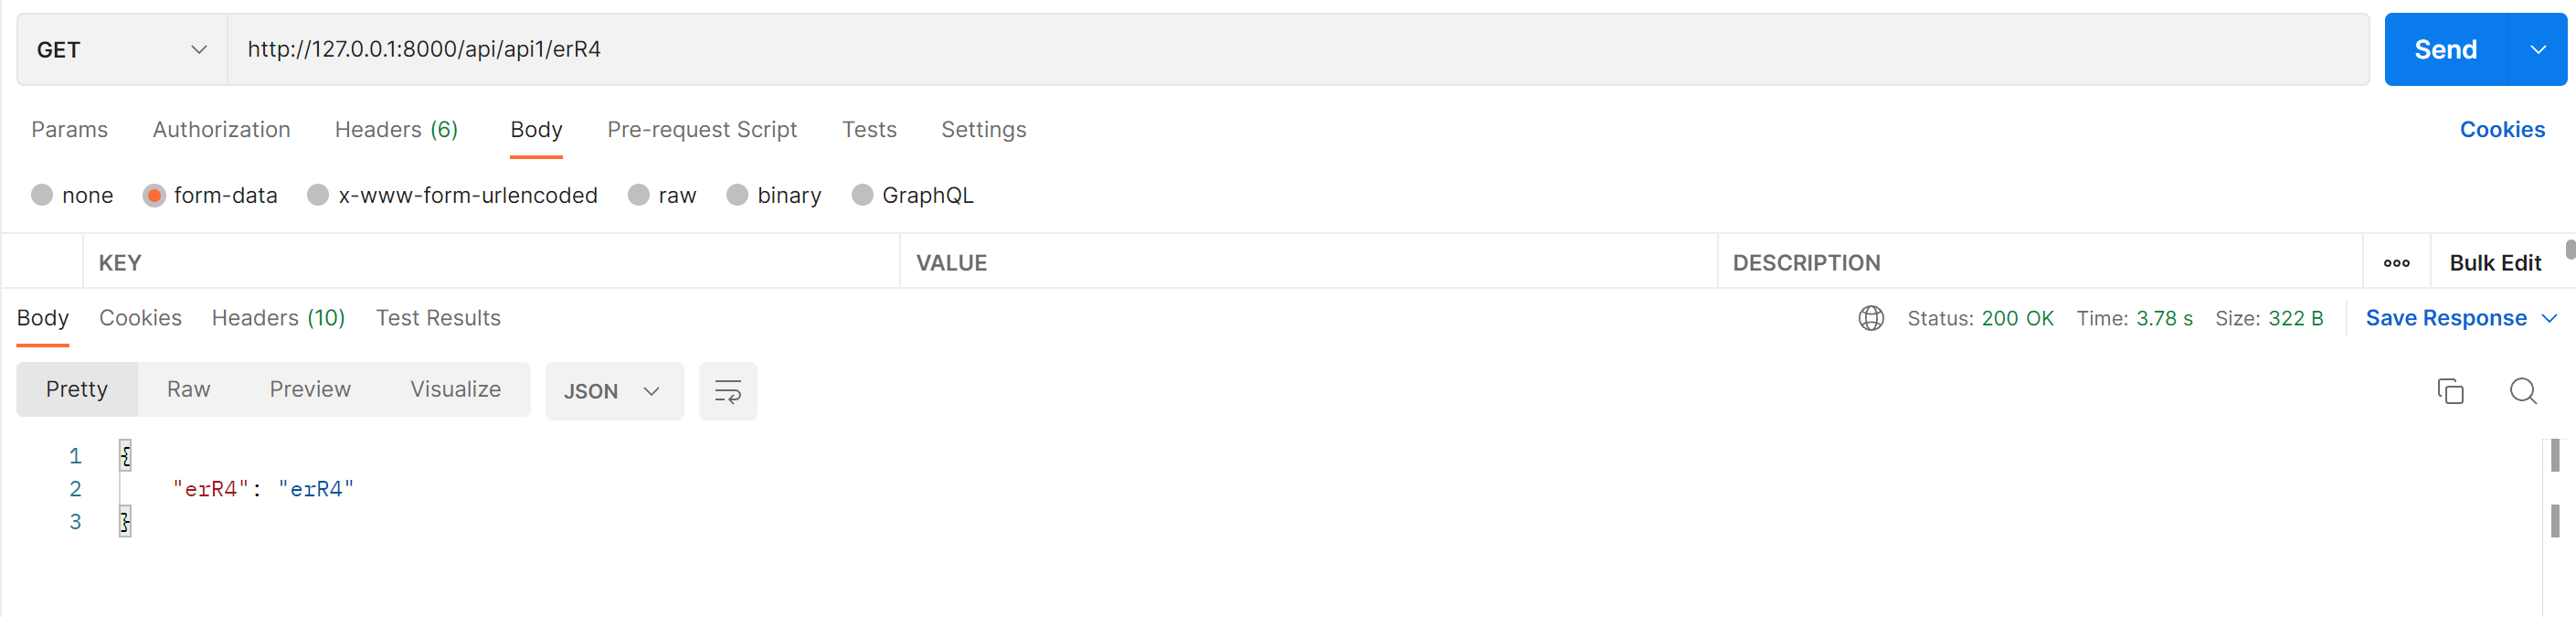 GET http://127.0.0.1:8000/api/api1/erR4 Send
Params Authorization Headers (6) Body Pre-request Script Tests Settings Cookies
none form-data x-www-form-urlencoded raw binary GraphQL
KEY VALUE DESCRIPTION ooo Bulk Edit
Body Cookies Headers (10) Test Results Status: 200 OK Time: 3.78 s Size: 322 B Save Response
Pretty Raw Preview Visualize JSON
1 {
2 "erR4": "erR4"
3 }